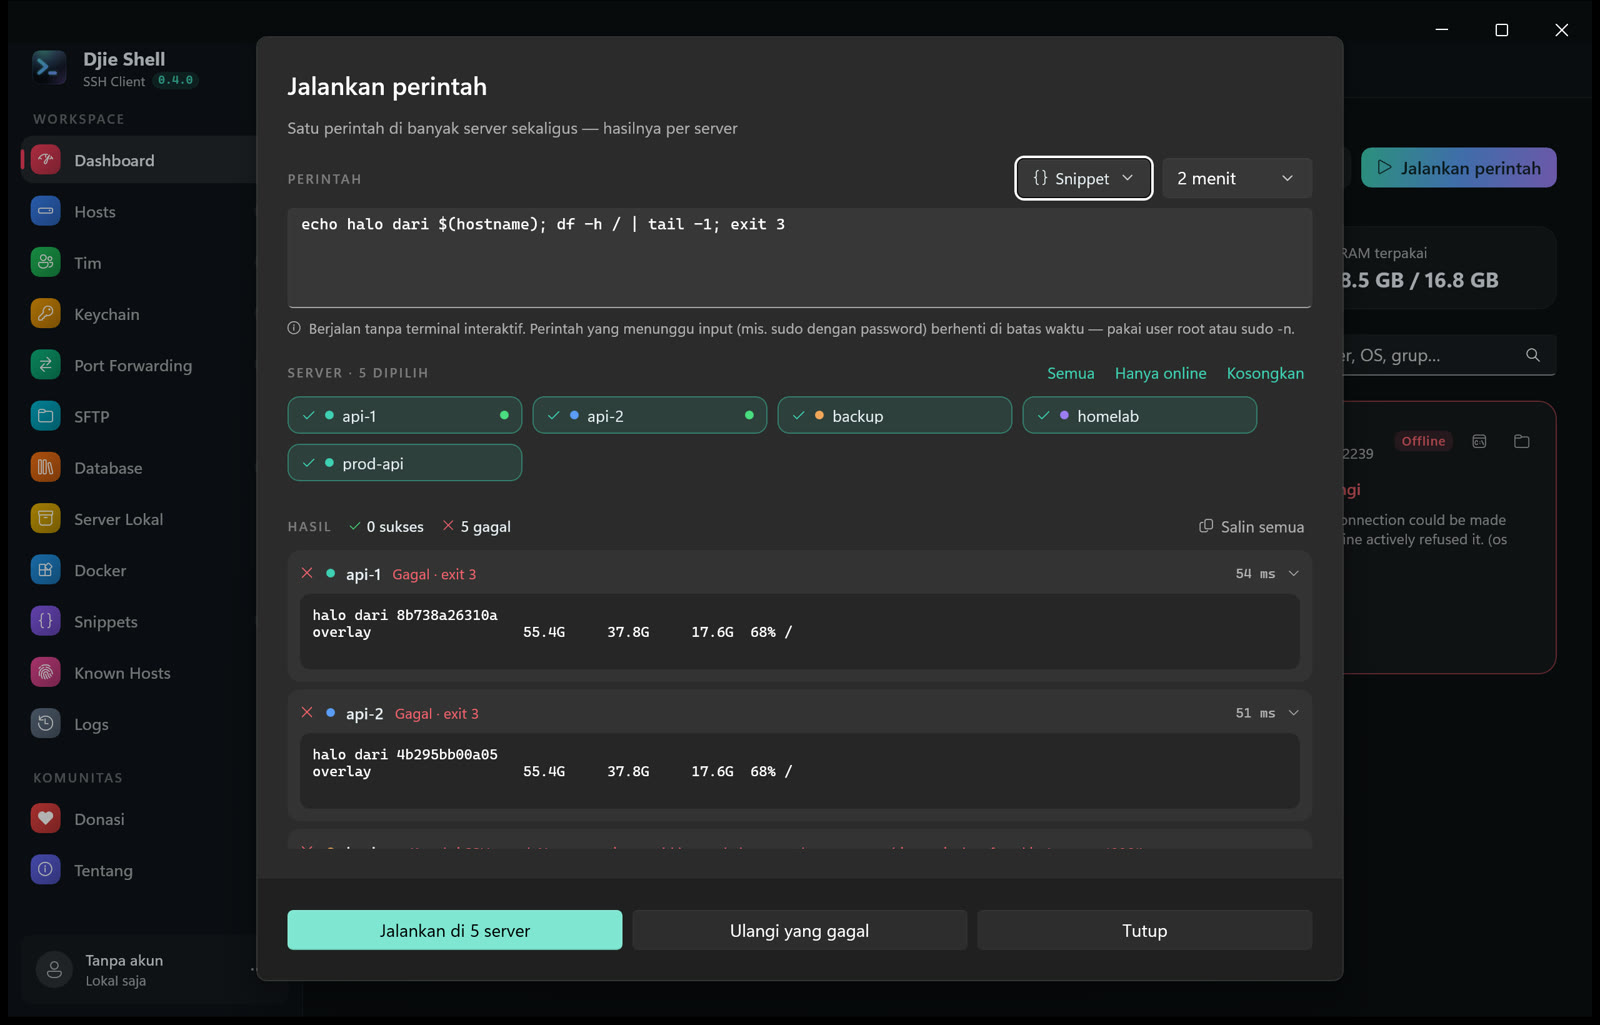 Djie Shell
SSH Client 0.4.0
WORKSPACE
Dashboard
Hosts
Tim
Keychain
Port Forwarding
SFTP
Database
Server Lokal
Docker
Snippets
Known Hosts
Logs
KOMUNITAS
Donasi
Tentang
Tanpa akun
Lokal saja
Jalankan perintah
Satu perintah di banyak server sekaligus — hasilnya per server
PERINTAH
{} Snippet
2 menit
echo halo dari $(hostname); df -h / | tail -1; exit 3
Berjalan tanpa terminal interaktif. Perintah yang menunggu input (mis. sudo dengan password) berhenti di batas waktu — pakai user root atau sudo -n.
SERVER · 5 DIPILIH
Semua Hanya online Kosongkan
api-1
api-2
backup
homelab
prod-api
HASIL 0 sukses 5 gagal
Salin semua
api-1 Gagal · exit 3 54 ms
halo dari 8b738a26310a
overlay 55.4G 37.8G 17.6G 68% /
api-2 Gagal · exit 3 51 ms
halo dari 4b295bb00a05
overlay 55.4G 37.8G 17.6G 68% /
Jalankan di 5 server
Ulangi yang gagal
Tutup
Jalankan perintah
RAM terpakai
8.5 GB / 16.8 GB
OS, grup...
Offline
2239
onnection could be made
ine actively refused it. (os